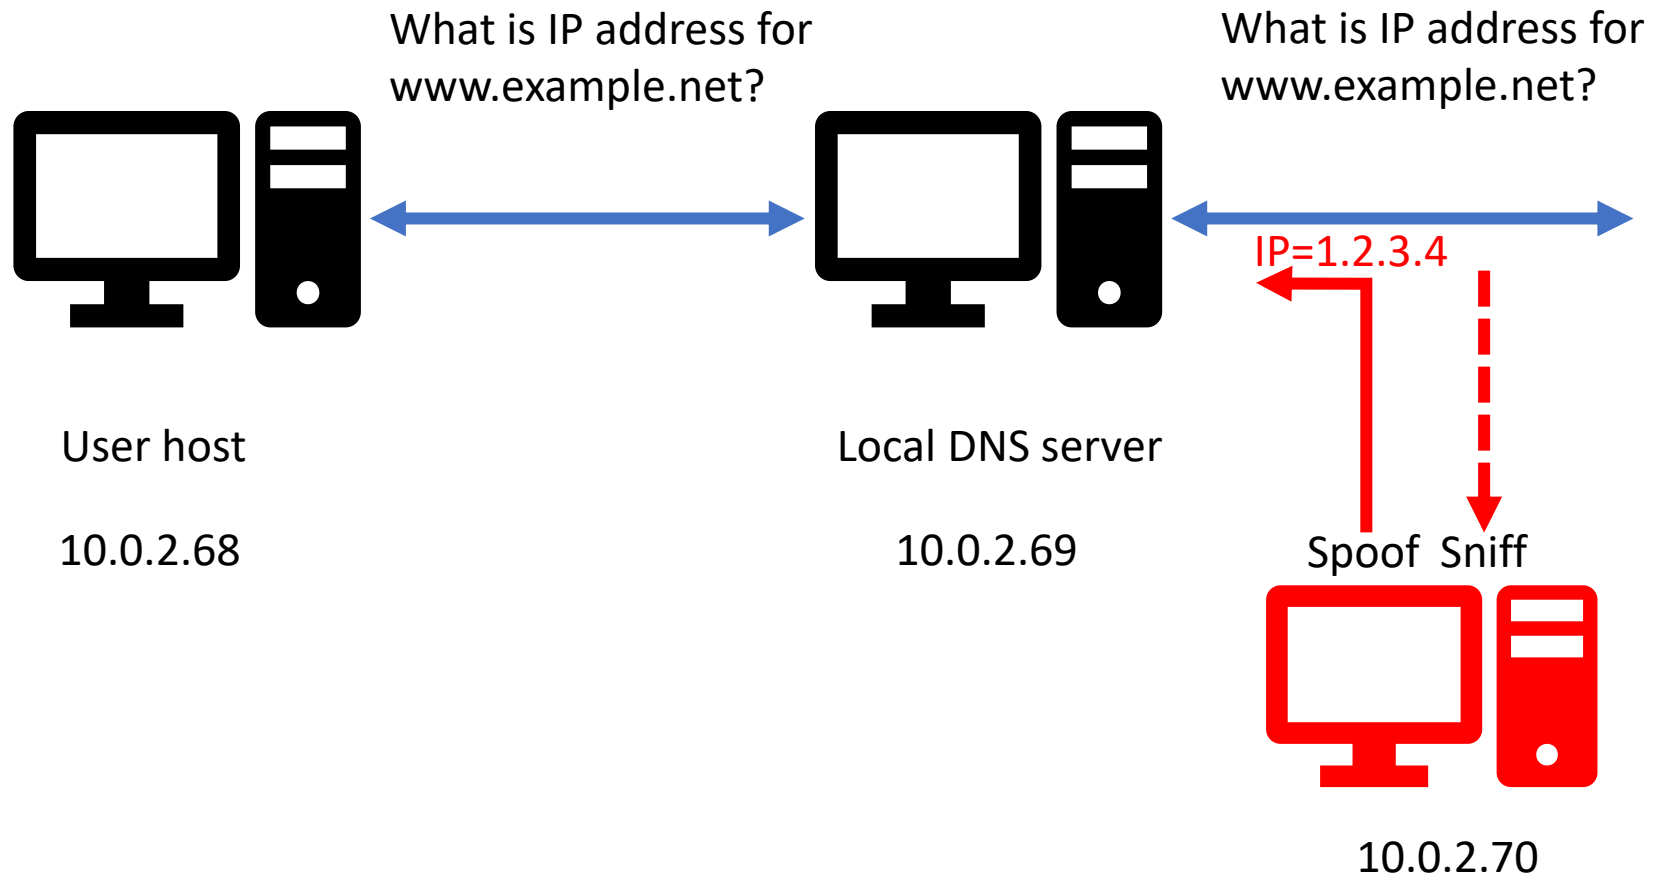 What is IP address for
www.example.net?
What is IP address for
www.example.net?
IP=1.2.3.4
User host
Local DNS server
10.0.2.68
10.0.2.69
Spoof Sniff
10.0.2.70